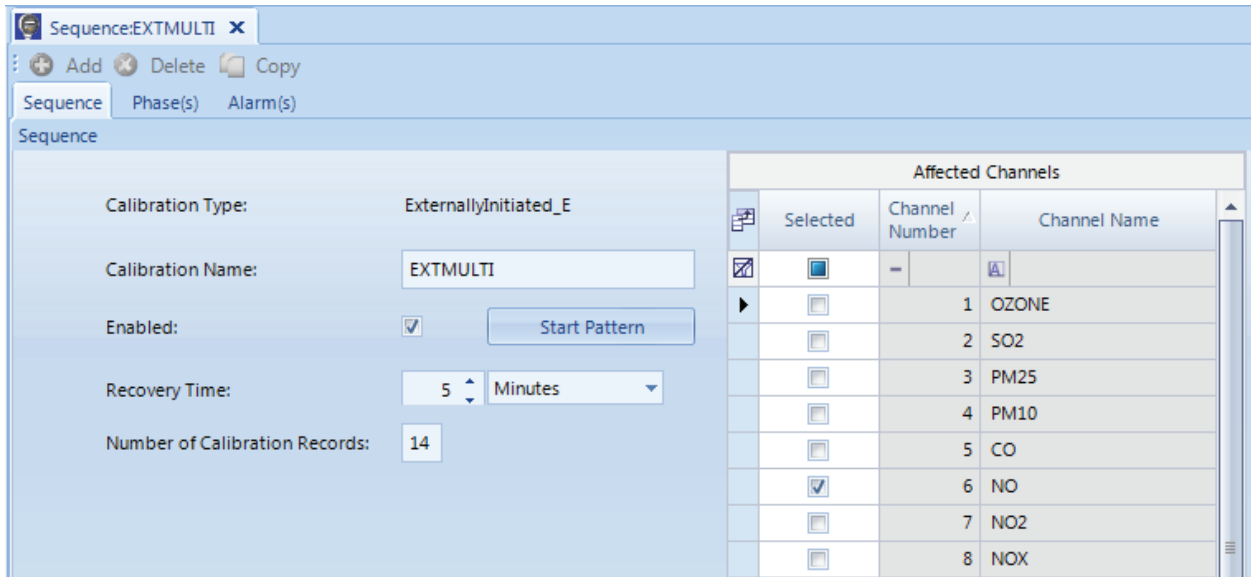 Sequence:EXTMULTI
Add Delete Copy
Sequence Phase(s) Alarm(s)
Sequence
Calibration Type: ExternallyInitiated_E
Calibration Name: EXTMULTI
Enabled: Start Pattern
Recovery Time: 5 Minutes
Number of Calibration Records: 14
Affected Channels
Selected Channel Number Channel Name
A
1 OZONE
2 SO2
3 PM25
4 PM10
5 CO
6 NO
7 NO2
8 NOX